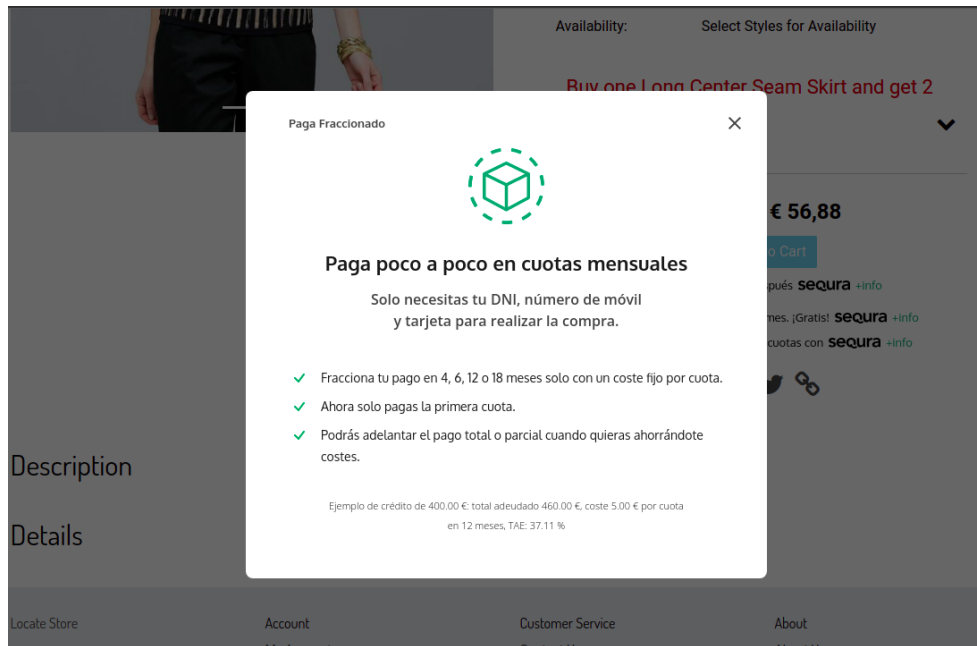 Availability:
Select Styles for Availability
Buy one Long Center Seam Skirt and get 2
Paga Fraccionado
€ 56,88
Paga poco a poco en cuotas mensuales
Cart
Solo necesitas tu DNI, número de móvil
y tarjeta para realizar la compra.
seQura +info
mes. ¡Gratis! seQura +info
cuotas con seQura +info
Fracciona tu pago en 4, 6, 12 o 18 meses solo con un coste fijo por cuota.
Ahora solo pagas la primera cuota.
Podrás adelantar el pago total o parcial cuando quieras ahorrándote
costes.
Ejemplo de crédito de 400.00 €: total adeudado 460.00 €, coste 5.00 € por cuota
en 12 meses, TAE: 37.11 %
Description
Details
Locate Store
Account
Customer Service
About